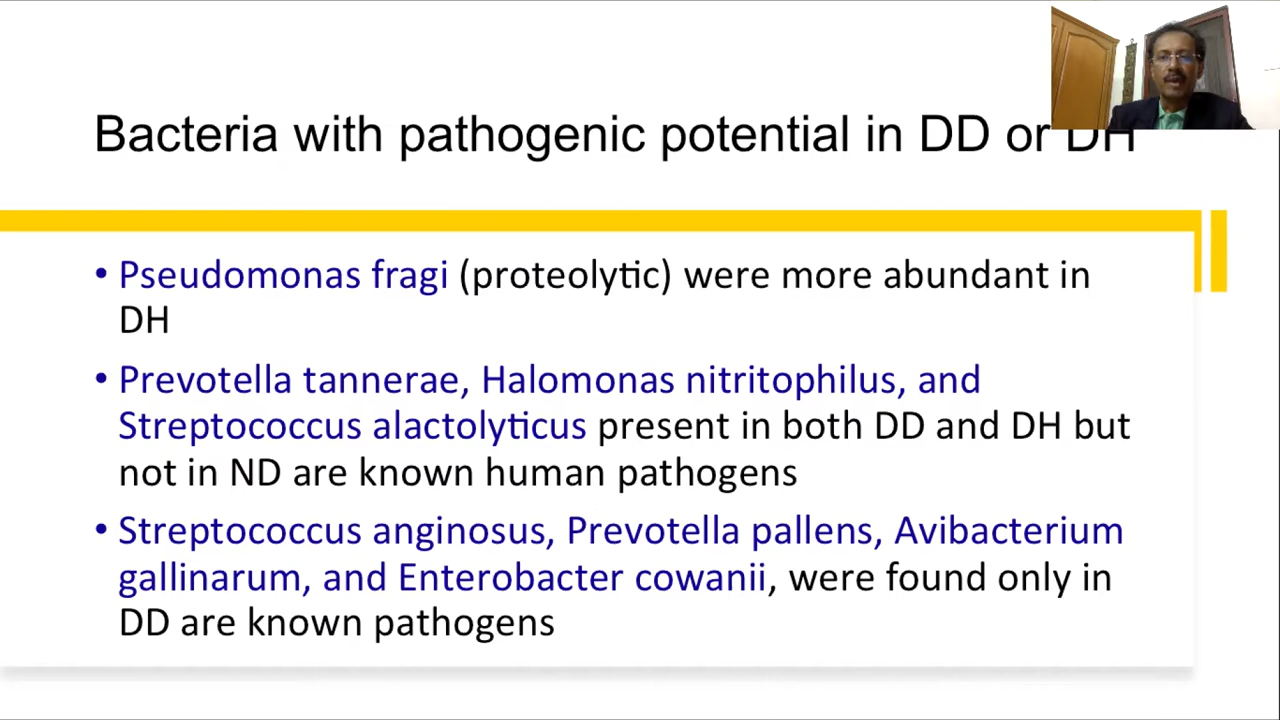 Bacteria with pathogenic potential in DD or DH
• Pseudomonas fragi (proteolytic) were more abundant in
DH
• Prevotella tannerae, Halomonas nitritophilus, and
Streptococcus alactolyticus present in both DD and DH but
not in ND are known human pathogens
• Streptococcus anginosus, Prevotella pallens, Avibacterium
gallinarum, and Enterobacter cowanii, were found only in
DD are known pathogens